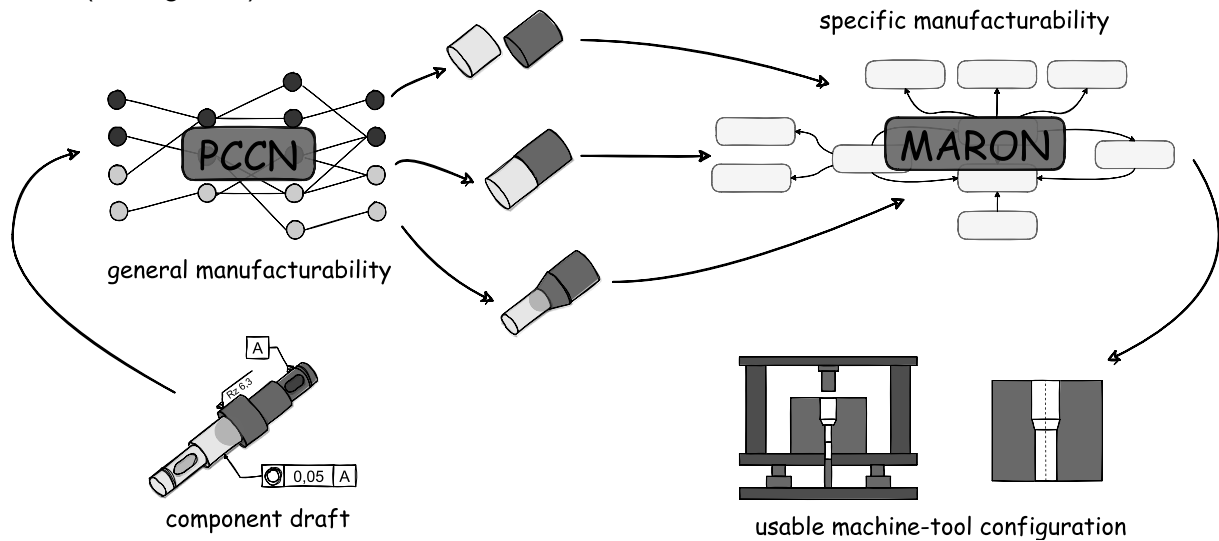 specific manufacturability
PCCN
MARON
general manufacturability
A
Rz 6,3
0,05 A
component draft
usable machine-tool configuration